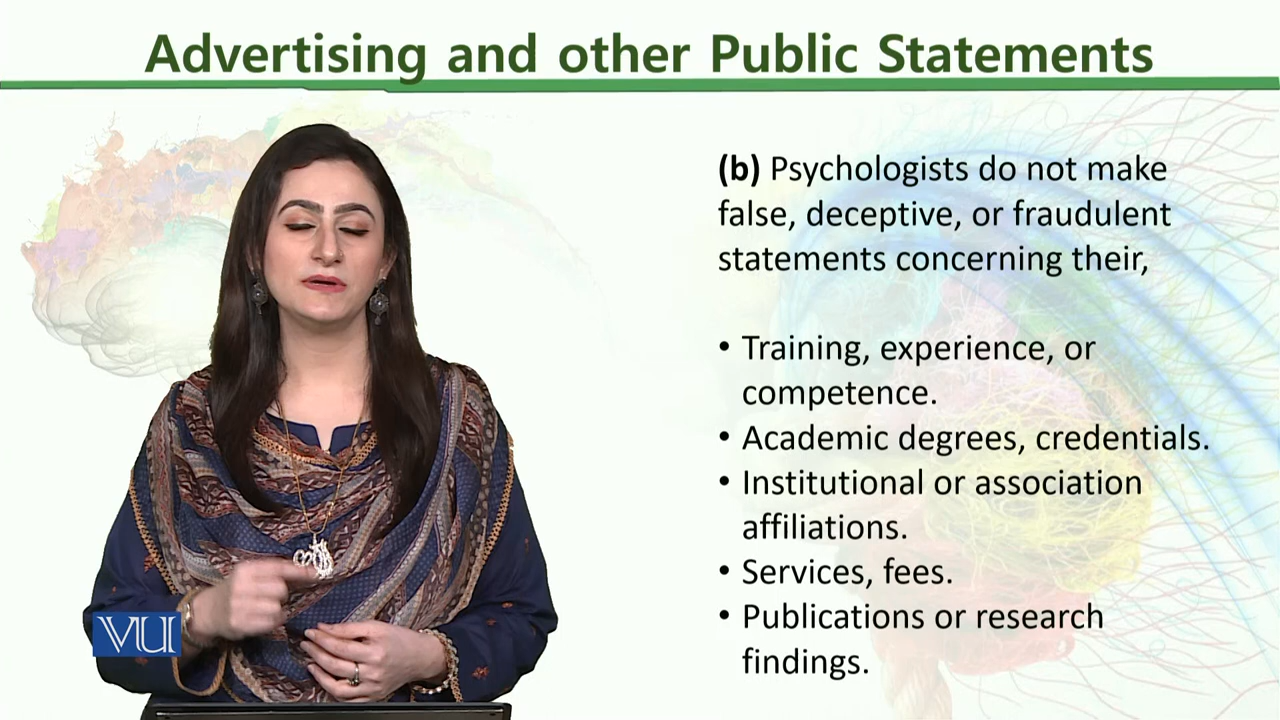 Advertising and other Public Statements
(b) Psychologists do not make
false, deceptive, or fraudulent
statements concerning their,
• Training, experience, or
competence.
• Academic degrees, credentials.
• Institutional or association
affiliations.
• Services, fees.
• Publications or research
findings.
VU